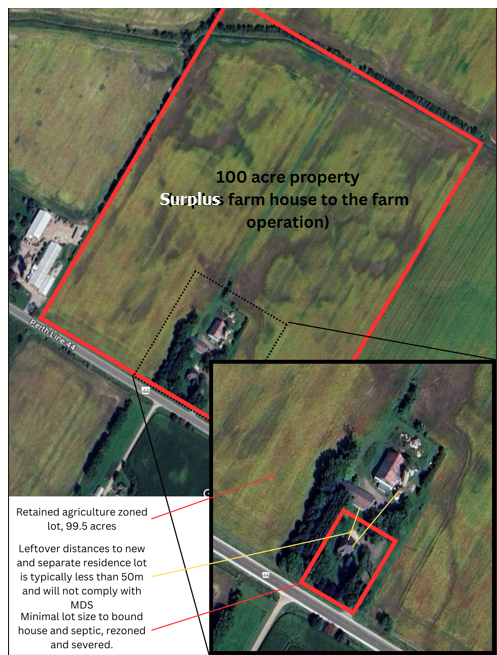 100 acre property
Surplus farm house to the farm
operation)
Perth Line 44
44
44
Retained agriculture zoned
lot, 99.5 acres
Leftover distances to new
and separate residence lot
is typically less than 50m
and will not comply with
MDS
Minimal lot size to bound
house and septic, rezoned
and severed.